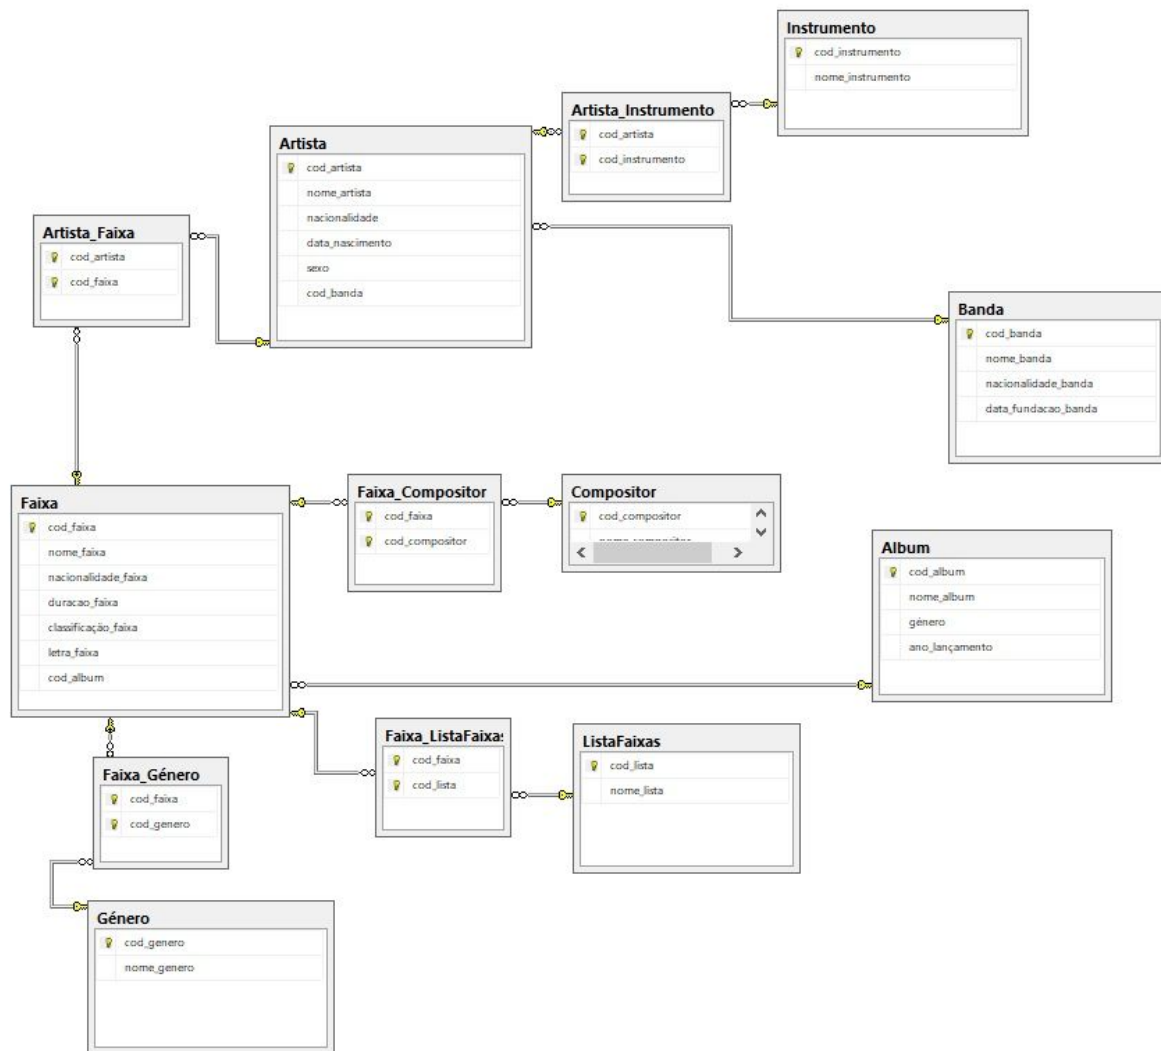 Instrumento
cod_instrumento
nome_instrumento
Artista_Instrumento
cod_artista
cod_instrumento
Artista
cod_artista
nome_artista
nacionalidade
data_nascimento
sexo
cod_banda
Artista_Faixa
cod_artista
cod_faixa
Banda
cod_banda
nome_banda
nacionalidade_banda
data_fundacao_banda
Faixa
cod_faixa
nome_faixa
nacionalidade_faixa
duracao_faixa
classificação_faixa
letra_faixa
cod_album
Faixa_Compositor
cod_faixa
cod_compositor
Compositor
cod_compositor
Album
cod_album
nome_album
género
ano_lançamento
Faixa_ListaFaixas
cod_faixa
cod_lista
ListaFaixas
cod_lista
nome_lista
Faixa_Género
cod_faixa
cod_genero
Género
cod_genero
nome_genero